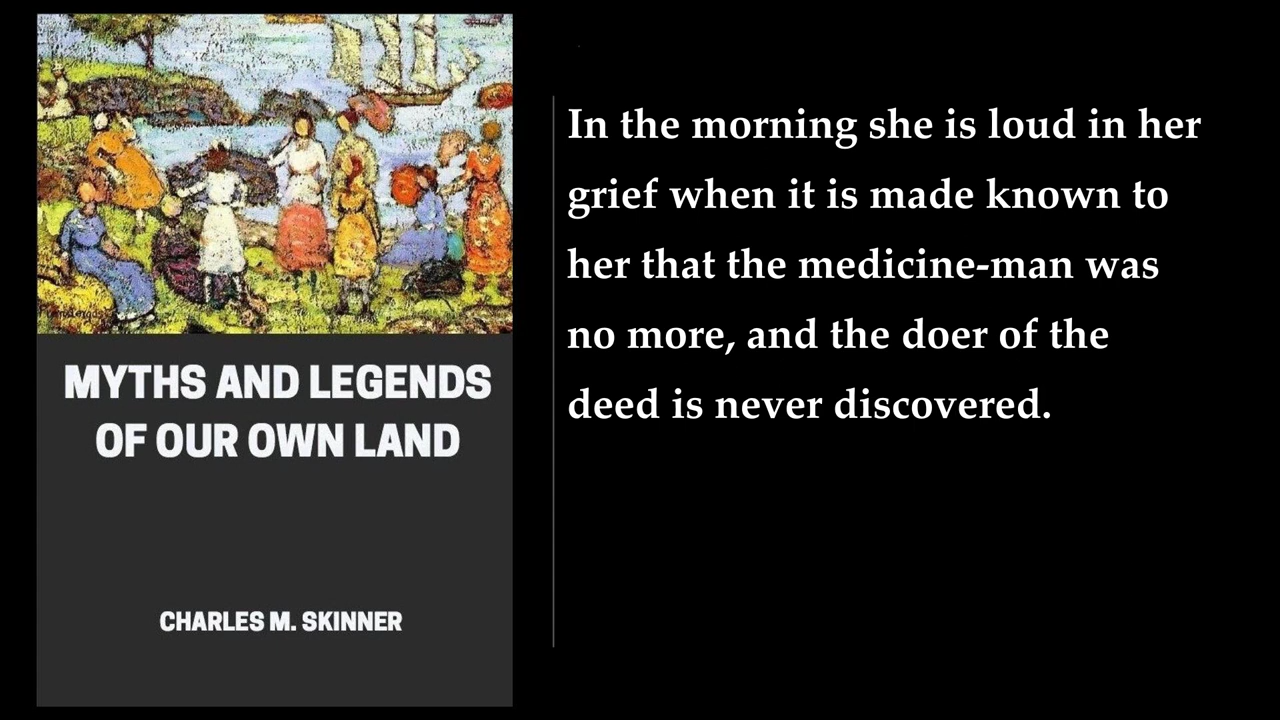 MYTHS AND LEGENDS
OF OUR OWN LAND
CHARLES M. SKINNER
In the morning she is loud in her
grief when it is made known to
her that the medicine-man was
no more, and the doer of the
deed is never discovered.